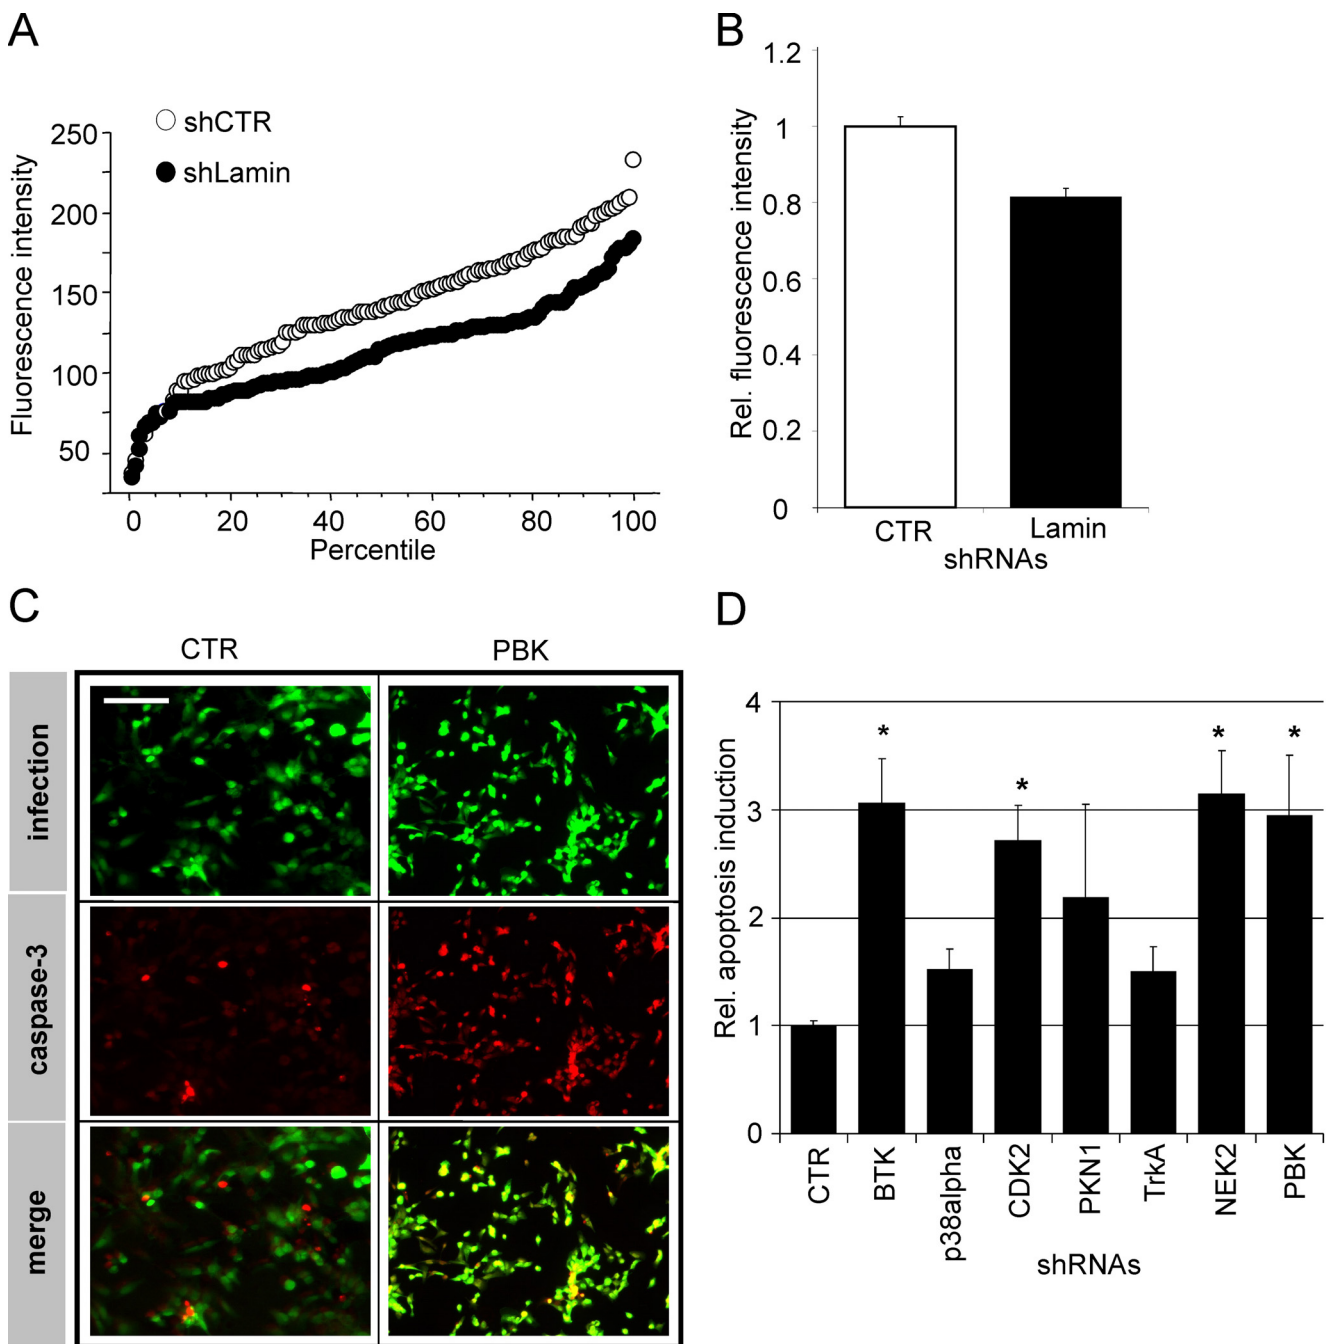 A
shCTR
shLamin
Fluorescence intensity
250
200
150
100
50
0 20 40 60 80 100
Percentile
B
Rel. fluorescence intensity
1.2
1
0.8
0.6
0.4
0.2
0
CTR Lamin
shRNAs
C
CTR PBK
infection
caspase-3
merge
D
Rel. apoptosis induction
4
3
2
1
0
* * * *
CTR BTK p38alpha CDK2 PKN1 TrkA NEK2 PBK
shRNAs